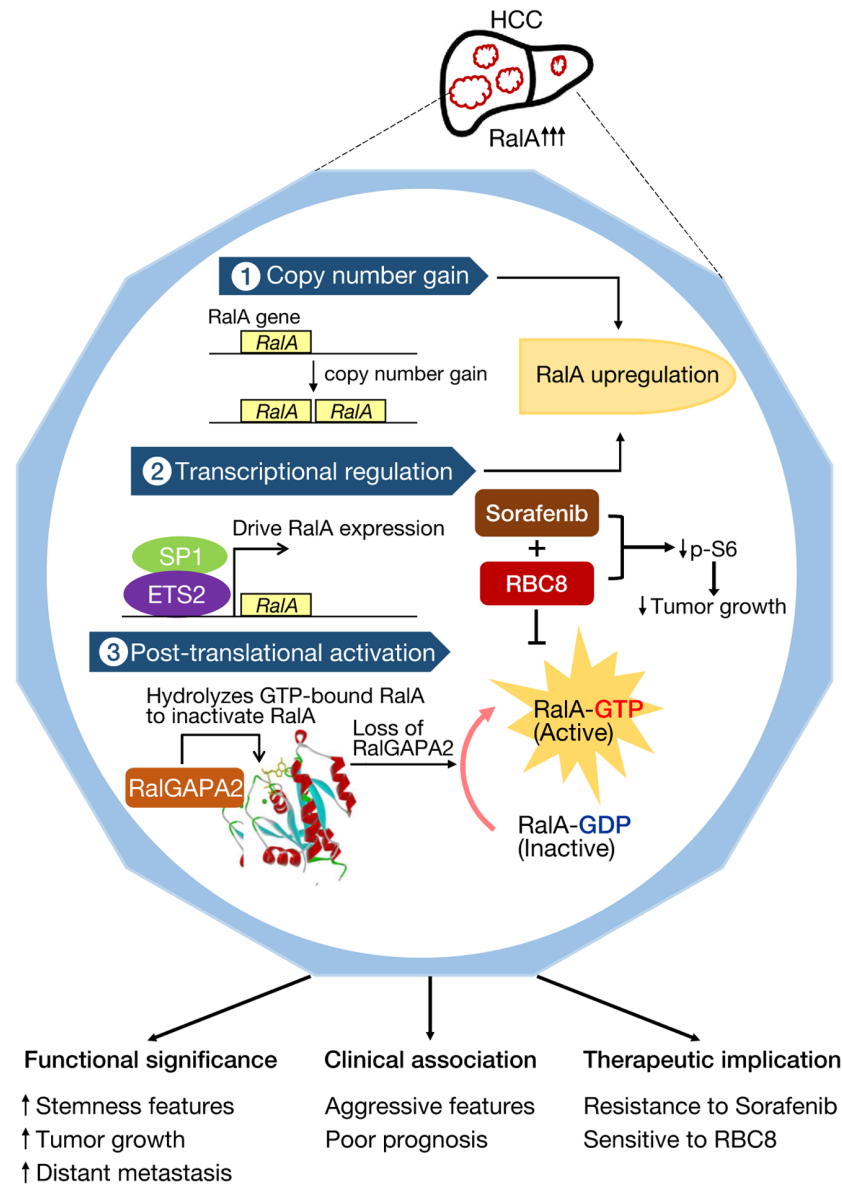 HCC
RalA↑↑↑
1 Copy number gain
RalA gene
RalA
copy number gain
RalA RalA
RalA upregulation
2 Transcriptional regulation
Drive RalA expression
SP1
ETS2
RalA
Sorafenib
+
RBC8
↓p-S6
↓ Tumor growth
3 Post-translational activation
Hydrolyzes GTP-bound RalA
to inactivate RalA
RalGAPA2
Loss of
RalGAPA2
RalA-GTP
(Active)
RalA-GDP
(Inactive)
Functional significance
↑ Stemness features
↑ Tumor growth
↑ Distant metastasis
Clinical association
Aggressive features
Poor prognosis
Therapeutic implication
Resistance to Sorafenib
Sensitive to RBC8